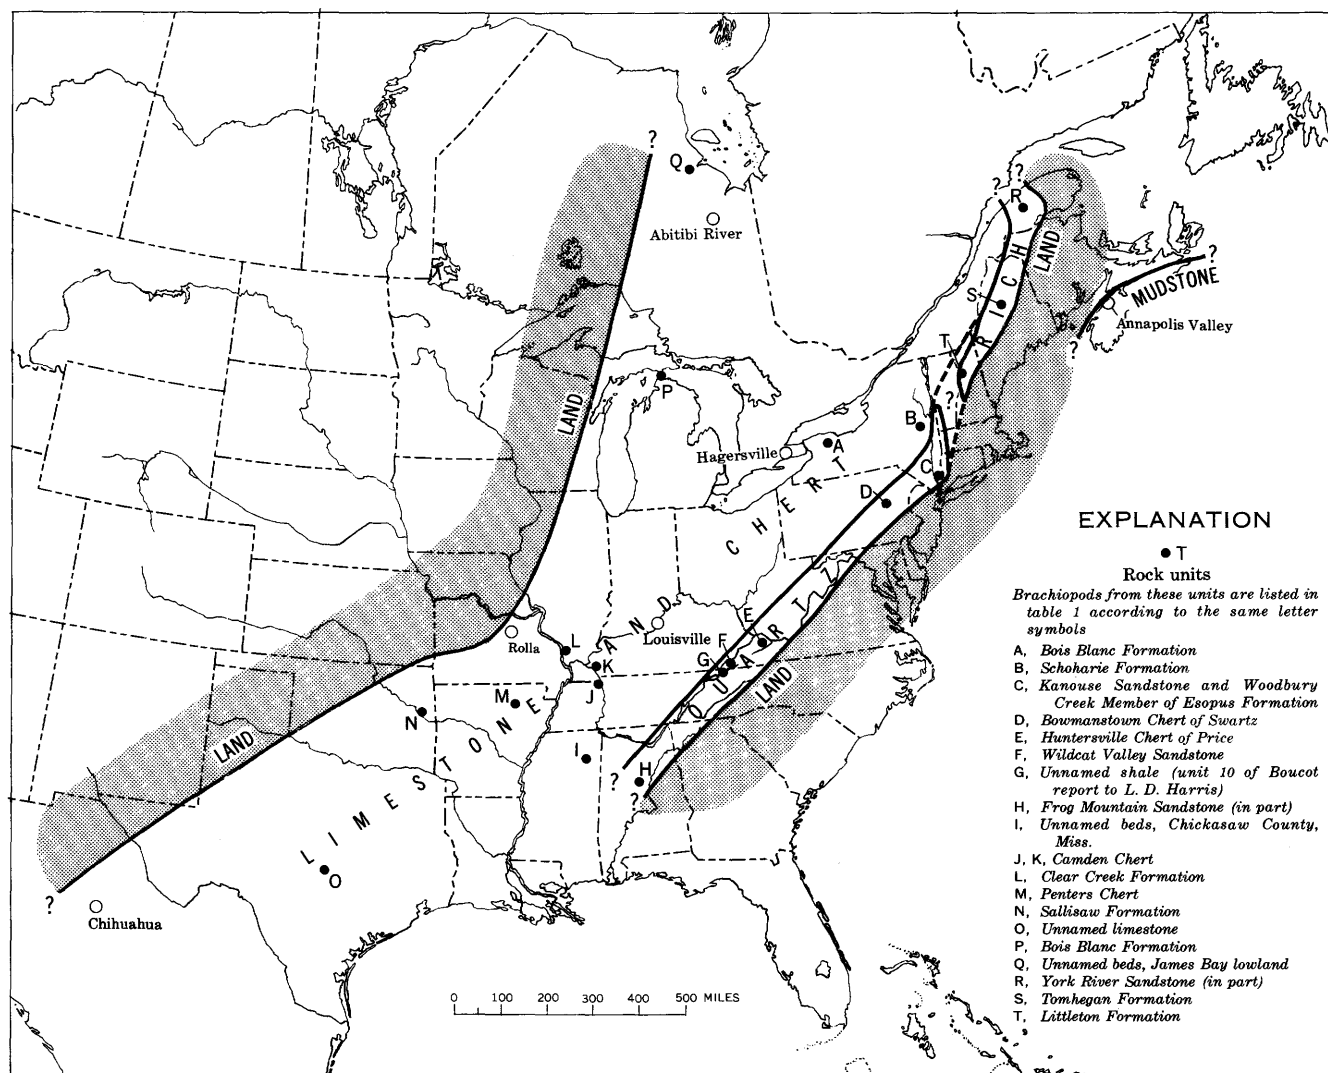 ?
Q
Abitibi River
?
?
R
LAND
?
MUDSTONE
Annapolis Valley
?
S
T
?
QUARTZ RICH
P
LAND
B
Hagersville
A
C
D
LIMESTONE AND CHERT
E
Louisville
F
G
LAND
Rolla
L
K
J
M
N
I
H
?
?
LAND
O
?
Chihuahua
0 100 200 300 400 500 MILES
EXPLANATION
T
Rock units
Brachiopods from these units are listed in
table 1 according to the same letter
symbols
A, Bois Blanc Formation
B, Schoharie Formation
C, Kanouse Sandstone and Woodbury
Creek Member of Esopus Formation
D, Bowmanstown Chert of Swartz
E, Huntersville Chert of Price
F, Wildcat Valley Sandstone
G, Unnamed shale (unit 10 of Boucot
report to L. D. Harris)
H, Frog Mountain Sandstone (in part)
I, Unnamed beds, Chickasaw County,
Miss.
J, K, Camden Chert
L, Clear Creek Formation
M, Penters Chert
N, Sallisaw Formation
O, Unnamed limestone
P, Bois Blanc Formation
Q, Unnamed beds, James Bay lowland
R, York River Sandstone (in part)
S, Tomhegan Formation
T, Littleton Formation